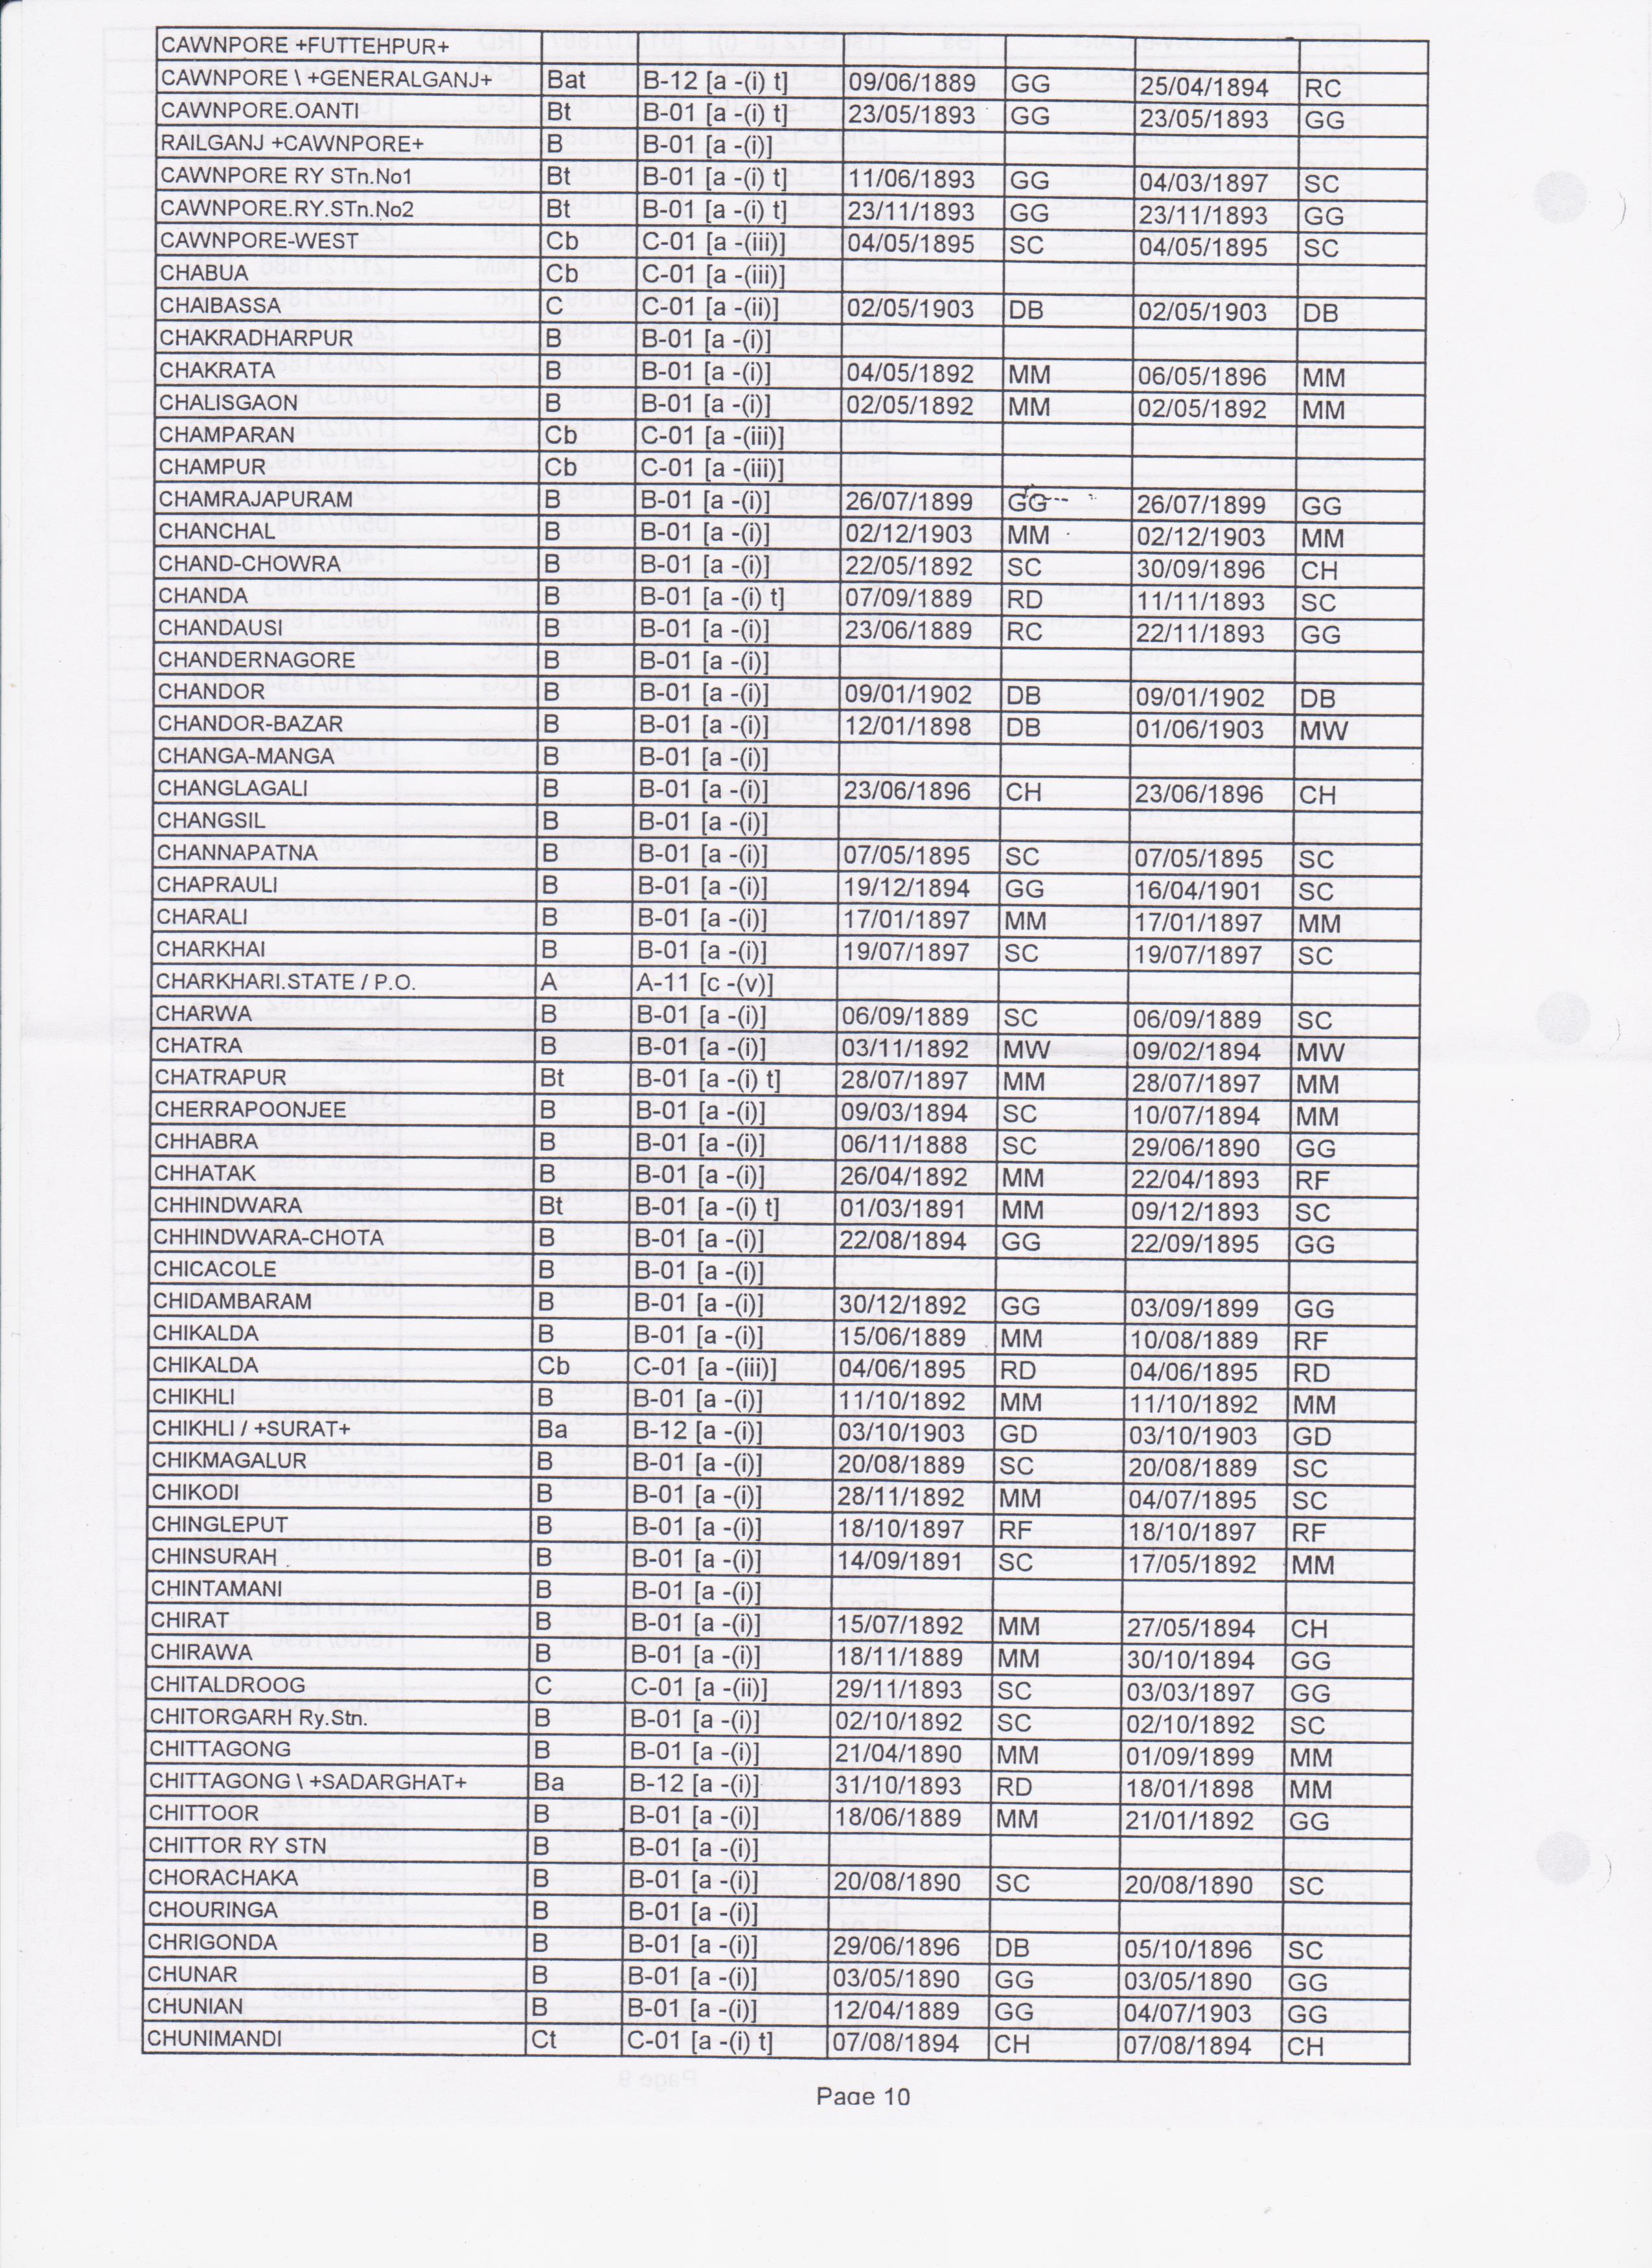 CAWNPORE +FUTTEHPUR+
CAWNPORE \ +GENERALGANJ+ Bat B-12 [a -(i) t] 09/06/1889 GG 25/04/1894 RC
CAWNPORE.OANTI Bt B-01 [a -(i) t] 23/05/1893 GG 23/05/1893 GG
RAILGANJ +CAWNPORE+ B B-01 [a -(i)]
CAWNPORE RY STn.No1 Bt B-01 [a -(i) t] 11/06/1893 GG 04/03/1897 SC
CAWNPORE.RY.STn.No2 Bt B-01 [a -(i) t] 23/11/1893 GG 23/11/1893 GG
CAWNPORE-WEST Cb C-01 [a -(iii)] 04/05/1895 SC 04/05/1895 SC
CHABUA Cb C-01 [a -(iii)]
CHAIBASSA C C-01 [a -(ii)] 02/05/1903 DB 02/05/1903 DB
CHAKRADHARPUR B B-01 [a -(i)]
CHAKRATA B B-01 [a -(i)] 04/05/1892 MM 06/05/1896 MM
CHALISGAON B B-01 [a -(i)] 02/05/1892 MM 02/05/1892 MM
CHAMPARAN Cb C-01 [a -(iii)]
CHAMPUR Cb C-01 [a -(iii)]
CHAMRAJAPURAM B B-01 [a -(i)] 26/07/1899 GG 26/07/1899 GG
CHANCHAL B B-01 [a -(i)] 02/12/1903 MM 02/12/1903 MM
CHAND-CHOWRA B B-01 [a -(i)] 22/05/1892 SC 30/09/1896 CH
CHANDA B B-01 [a -(i) t] 07/09/1889 RD 11/11/1893 SC
CHANDAUSI B B-01 [a -(i)] 23/06/1889 RC 22/11/1893 GG
CHANDERNAGORE B B-01 [a -(i)]
CHANDOR B B-01 [a -(i)] 09/01/1902 DB 09/01/1902 DB
CHANDOR-BAZAR B B-01 [a -(i)] 12/01/1898 DB 01/06/1903 MW
CHANGA-MANGA B B-01 [a -(i)]
CHANGLAGALI B B-01 [a -(i)] 23/06/1896 CH 23/06/1896 CH
CHANGSIL B B-01 [a -(i)]
CHANNAPATNA B B-01 [a -(i)] 07/05/1895 SC 07/05/1895 SC
CHAPRAULI B B-01 [a -(i)] 19/12/1894 GG 16/04/1901 SC
CHARALI B B-01 [a -(i)] 17/01/1897 MM 17/01/1897 MM
CHARKHAI B B-01 [a -(i)] 19/07/1897 SC 19/07/1897 SC
CHARKHARI.STATE / P.O. A A-11 [c -(v)]
CHARWA B B-01 [a -(i)] 06/09/1889 SC 06/09/1889 SC
CHATRA B B-01 [a -(i)] 03/11/1892 MW 09/02/1894 MW
CHATRAPUR Bt B-01 [a -(i) t] 28/07/1897 MM 28/07/1897 MM
CHERRAPOONJEE B B-01 [a -(i)] 09/03/1894 SC 10/07/1894 MM
CHHABRA B B-01 [a -(i)] 06/11/1888 SC 29/06/1890 GG
CHHATAK B B-01 [a -(i)] 26/04/1892 MM 22/04/1893 RF
CHHINDWARA Bt B-01 [a -(i) t] 01/03/1891 MM 09/12/1893 SC
CHHINDWARA-CHOTA B B-01 [a -(i)] 22/08/1894 GG 22/09/1895 GG
CHICACOLE B B-01 [a -(i)]
CHIDAMBARAM B B-01 [a -(i)] 30/12/1892 GG 03/09/1899 GG
CHIKALDA B B-01 [a -(i)] 15/06/1889 MM 10/08/1889 RF
CHIKALDA Cb C-01 [a -(iii)] 04/06/1895 RD 04/06/1895 RD
CHIKHLI B B-01 [a -(i)] 11/10/1892 MM 11/10/1892 MM
CHIKHLI / +SURAT+ Ba B-12 [a -(i)] 03/10/1903 GD 03/10/1903 GD
CHIKMAGALUR B B-01 [a -(i)] 20/08/1889 SC 20/08/1889 SC
CHIKODI B B-01 [a -(i)] 28/11/1892 MM 04/07/1895 SC
CHINGLEPUT B B-01 [a -(i)] 18/10/1897 RF 18/10/1897 RF
CHINSURAH B B-01 [a -(i)] 14/09/1891 SC 17/05/1892 MM
CHINTAMANI B B-01 [a -(i)]
CHIRAT B B-01 [a -(i)] 15/07/1892 MM 27/05/1894 CH
CHIRAWA B B-01 [a -(i)] 18/11/1889 MM 30/10/1894 GG
CHITALDROOG C C-01 [a -(ii)] 29/11/1893 SC 03/03/1897 GG
CHITORGARH Ry.Stn. B B-01 [a -(i)] 02/10/1892 SC 02/10/1892 SC
CHITTAGONG B B-01 [a -(i)] 21/04/1890 MM 01/09/1899 MM
CHITTAGONG \ +SADARGHAT+ Ba B-12 [a -(i)] 31/10/1893 RD 18/01/1898 MM
CHITTOOR B B-01 [a -(i)] 18/06/1889 MM 21/01/1892 GG
CHITTOR RY STN B B-01 [a -(i)]
CHORACHAKA B B-01 [a -(i)] 20/08/1890 SC 20/08/1890 SC
CHOURINGA B B-01 [a -(i)]
CHRIGONDA B B-01 [a -(i)] 29/06/1896 DB 05/10/1896 SC
CHUNAR B B-01 [a -(i)] 03/05/1890 GG 03/05/1890 GG
CHUNIAN B B-01 [a -(i)] 12/04/1889 GG 04/07/1903 GG
CHUNIMANDI Ct C-01 [a -(i) t] 07/08/1894 CH 07/08/1894 CH
Page 10